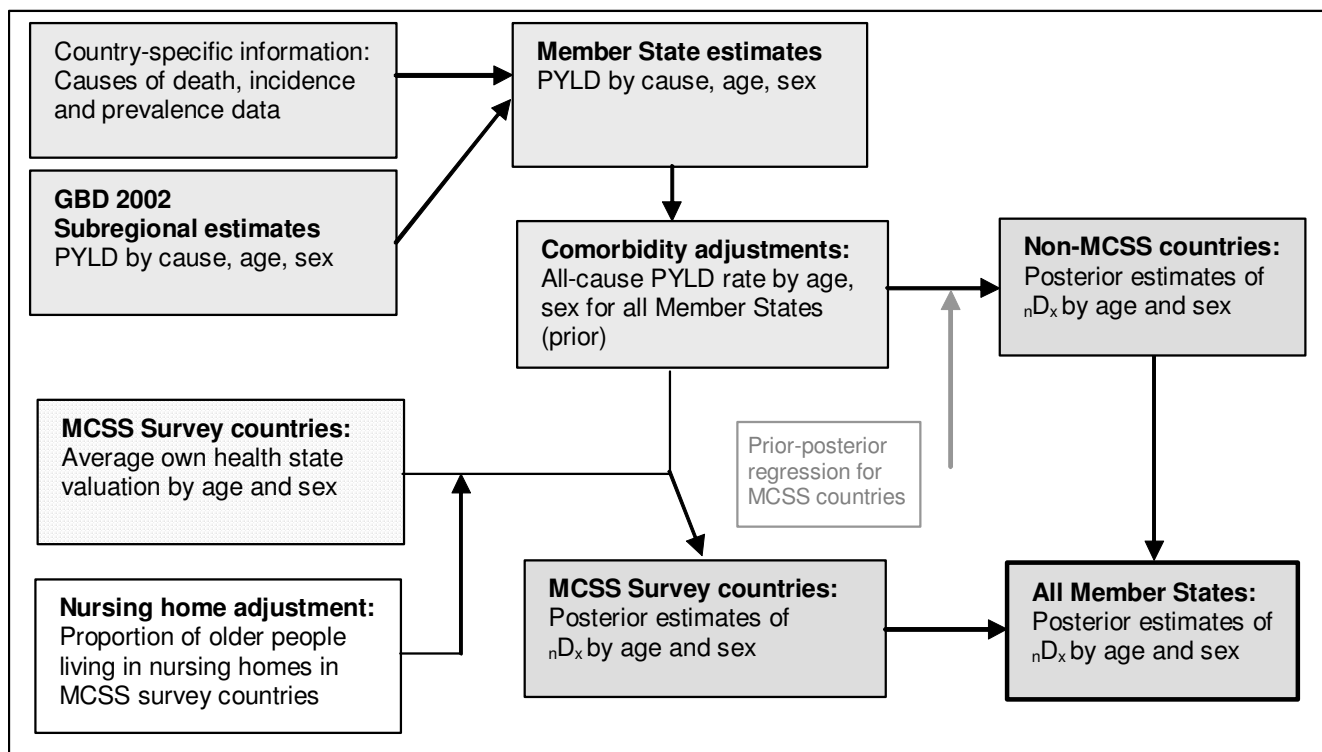 Country-specific information:
Causes of death, incidence
and prevalence data
Member State estimates
PYLD by cause, age, sex
GBD 2002
Subregional estimates
PYLD by cause, age, sex
Comorbidity adjustments:
All-cause PYLD rate by age,
sex for all Member States
(prior)
Non-MCSS countries:
Posterior estimates of
nDx by age and sex
MCSS Survey countries:
Average own health state
valuation by age and sex
Prior-posterior
regression for
MCSS countries
Nursing home adjustment:
Proportion of older people
living in nursing homes in
MCSS survey countries
MCSS Survey countries:
Posterior estimates of
nDx by age and sex
All Member States:
Posterior estimates of
nDx by age and sex